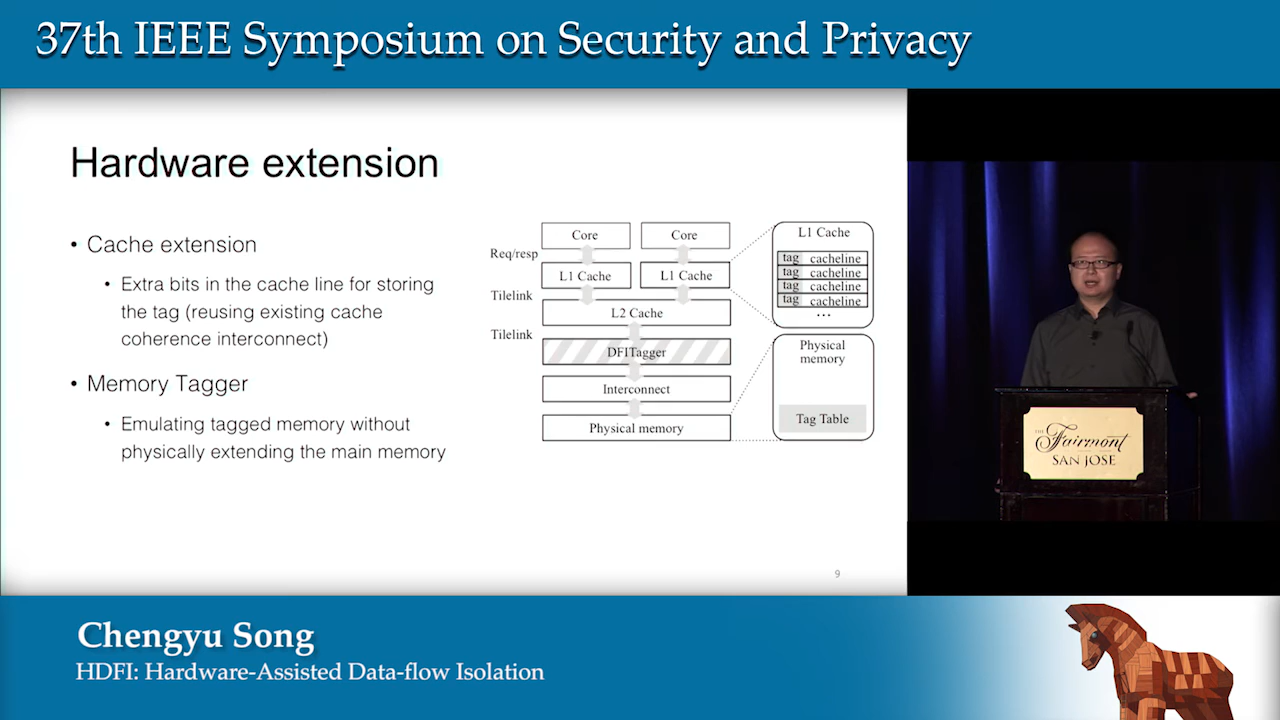 37th IEEE Symposium on Security and Privacy
Hardware extension
• Cache extension
• Extra bits in the cache line for storing
the tag (reusing existing cache
coherence interconnect)
• Memory Tagger
• Emulating tagged memory without
physically extending the main memory
Core
Core
Req/resp
L1 Cache
L1 Cache
Tilelink
L2 Cache
Tilelink
DFITagger
Interconnect
Physical memory
L1 Cache
tag cacheline
tag cacheline
tag cacheline
tag cacheline
...
Physical
memory
Tag Table
9
THE
Fairmont
SAN JOSE
Chengyu Song
HDFI: Hardware-Assisted Data-flow Isolation